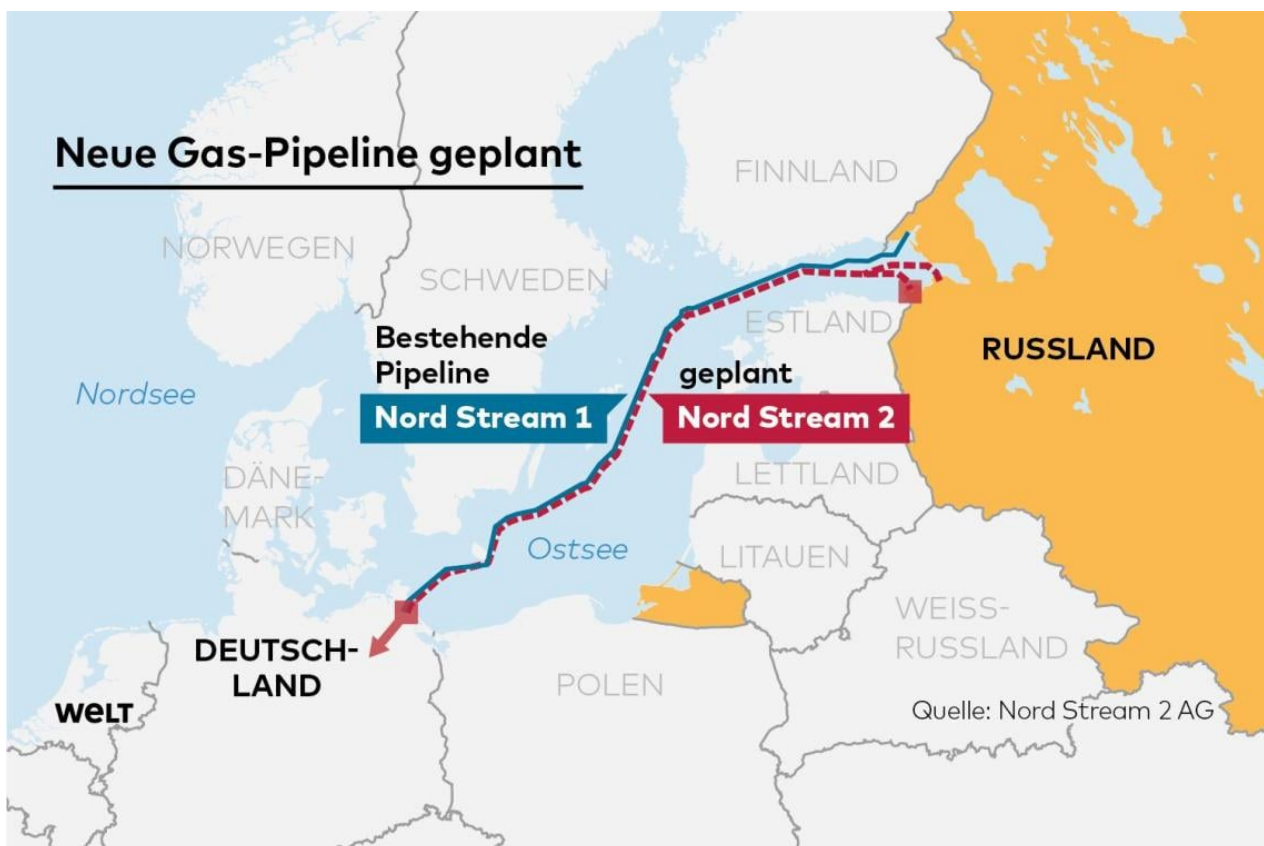 Neue Gas-Pipeline geplant
FINNLAND
NORWEGEN
SCHWEDEN
ESTLAND
RUSSLAND
Bestehende
Pipeline
Nord Stream 1
geplant
Nord Stream 2
Nordsee
DÄNE-
MARK
LETTLAND
Ostsee
LITAUEN
WEISS-
RUSSLAND
DEUTSCH-
LAND
POLEN
WELT
Quelle: Nord Stream 2 AG